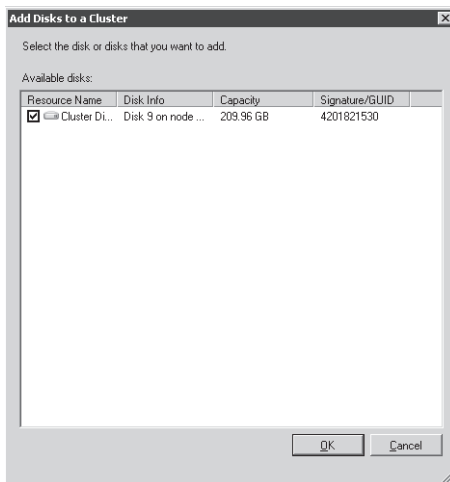 Add Disks to a Cluster
Select the disk or disks that you want to add.
Available disks:
Resource Name Disk Info Capacity Signature/GUID
Cluster Di... Disk 9 on node ... 209.96 GB 4201821530
OK Cancel